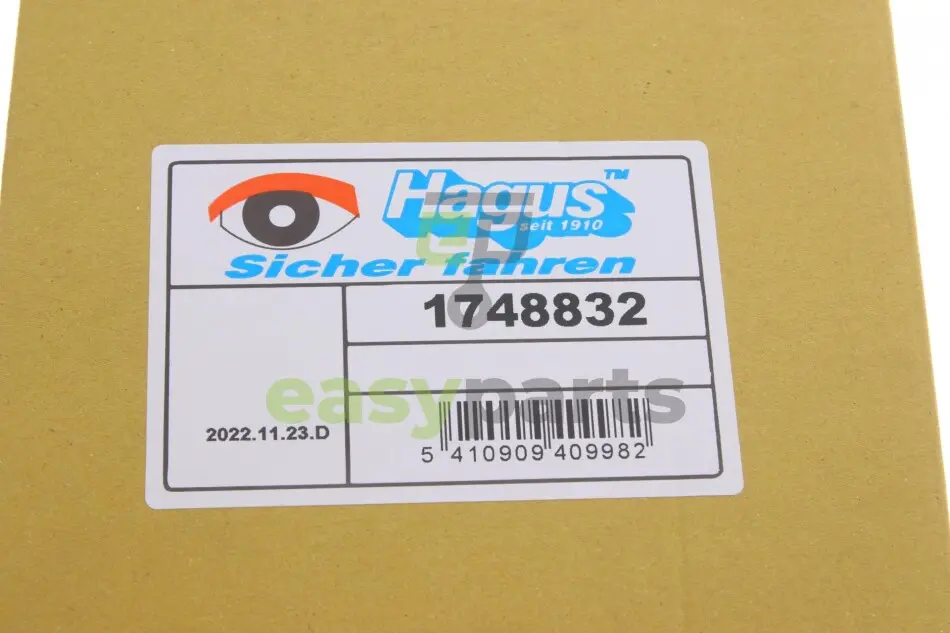 Hagus™
seit 1910
Sicher fahren
1748832
easyparts
2022.11.23.D
5 410909 409982